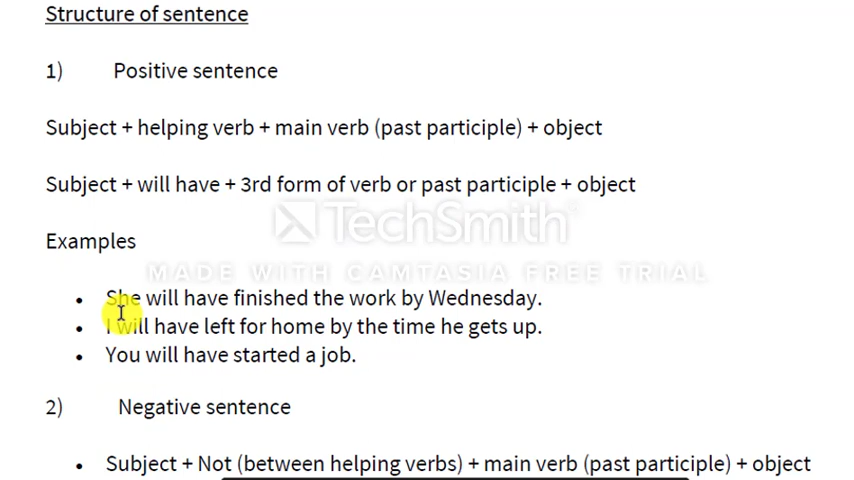 Structure of sentence
1) Positive sentence
Subject + helping verb + main verb (past participle) + object
Subject + will have + 3rd form of verb or past participle + object
TechSmith
Examples
MADE WITH CAMTASIA FREE TRIAL
• She will have finished the work by Wednesday.
• I will have left for home by the time he gets up.
• You will have started a job.
2) Negative sentence
• Subject + Not (between helping verbs) + main verb (past participle) + object